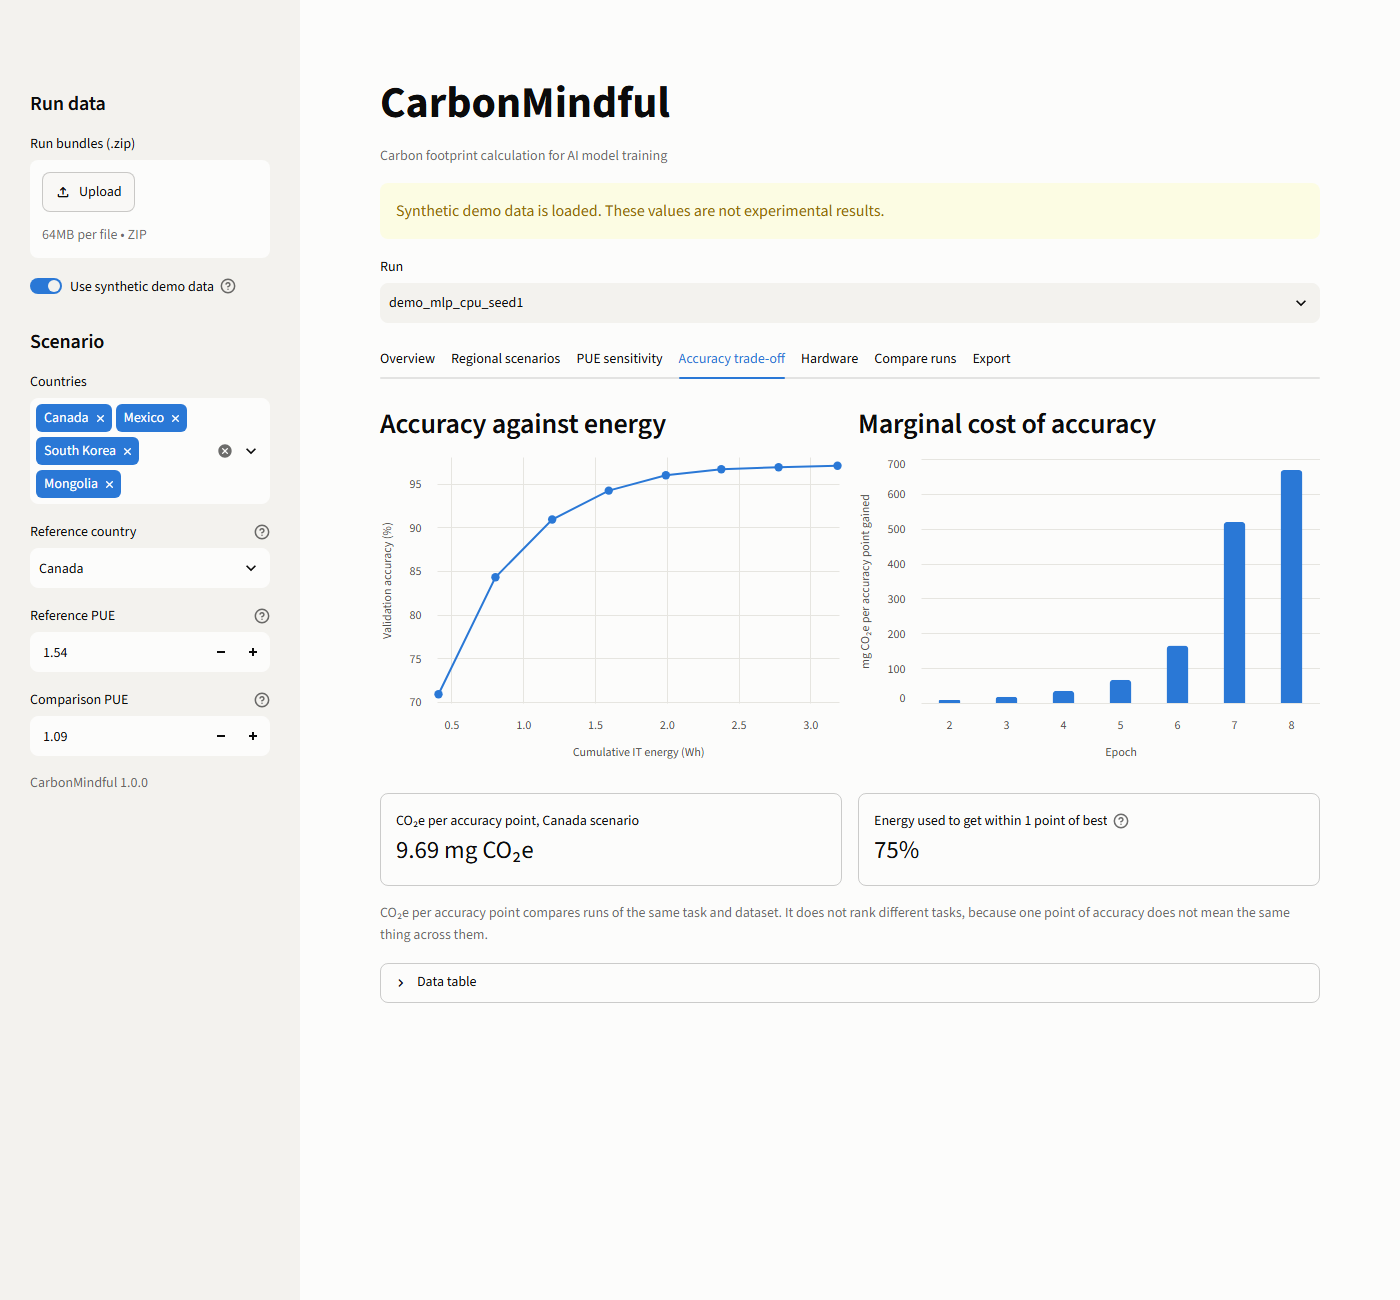 Run data
Run bundles (.zip)
Upload
64MB per file • ZIP
Use synthetic demo data
Scenario
Countries
Canada
Mexico
South Korea
Mongolia
Reference country
Canada
Reference PUE
1.54
Comparison PUE
1.09
CarbonMindful 1.0.0
CarbonMindful
Carbon footprint calculation for AI model training
Synthetic demo data is loaded. These values are not experimental results.
Run
demo_mlp_cpu_seed1
Overview Regional scenarios PUE sensitivity Accuracy trade-off Hardware Compare runs Export
Accuracy against energy
Validation accuracy (%)
95
90
85
80
75
70
0.5 1.0 1.5 2.0 2.5 3.0
Cumulative IT energy (Wh)
Marginal cost of accuracy
mg CO₂e per accuracy point gained
700
600
500
400
300
200
100
0
2 3 4 5 6 7 8
Epoch
CO₂e per accuracy point, Canada scenario
9.69 mg CO₂e
Energy used to get within 1 point of best
75%
CO₂e per accuracy point compares runs of the same task and dataset. It does not rank different tasks, because one point of accuracy does not mean the same
thing across them.
Data table